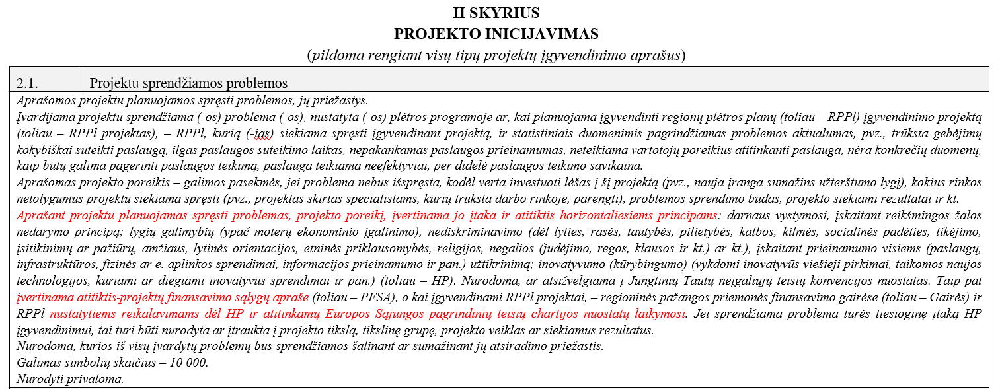 II SKYRIUS
PROJEKTO INICIJAVIMAS
(pildoma rengiant visų tipų projektų įgyvendinimo aprašus)
2.1. Projektu sprendžiamos problemos
Aprašomos projektu planuojamos spręsti problemos, jų priežastys.
Įvardijama projektu sprendžiama (-os) problema (-os), nustatyta (-os) plėtros programoje ar, kai planuojama įgyvendinti regionų plėtros planų (toliau – RPPl) įgyvendinimo projektą
(toliau – RPPl projektas), – RPPl, kurią (-ias) siekiama spręsti įgyvendinant projektą, ir statistiniais duomenimis pagrindžiamas problemos aktualumas, pvz., trūksta gebėjimų
kokybiškai suteikti paslaugą, ilgas paslaugos suteikimo laikas, nepakankamas paslaugos prieinamumas, neteikiama vartotojų poreikius atitinkanti paslauga, nėra konkrečių duomenų,
kaip būtų galima pagerinti paslaugos teikimą, paslauga teikiama neefektyviai, per didelė paslaugos teikimo savikaina.
Aprašomas projekto poreikis – galimos pasekmės, jei problema nebus išspręsta, kodėl verta investuoti lėšas į šį projektą (pvz., nauja įranga sumažins užterštumo lygį), kokius rinkos
netolygumus projektu siekiama spręsti (pvz., projektas skirtas specialistams, kurių trūksta darbo rinkoje, parengti), problemos sprendimo būdas, projekto siekiami rezultatai ir kt.
Aprašant projektu planuojamas spręsti problemas, projekto poreikį, įvertinama jo įtaka ir atitiktis horizontaliesiems principams: darnaus vystymosi, įskaitant reikšmingos žalos
nedarymo principą; lygių galimybių (ypač moterų ekonominio įgalinimo), nediskriminavimo (dėl lyties, rasės, tautybės, pilietybės, kalbos, kilmės, socialinės padėties, tikėjimo,
įsitikinimų ar pažiūrų, amžiaus, lytinės orientacijos, etninės priklausomybės, religijos, negalios (judėjimo, regos, klausos ir kt.) ar kt.), įskaitant prieinamumo visiems (paslaugų,
infrastruktūros, fizinės ar e. aplinkos sprendimai, informacijos prieinamumo ir pan.) užtikrinimą; inovatyvumo (kūrybingumo) (vykdomi inovatyvūs viešieji pirkimai, taikomos naujos
technologijos, kuriami ar diegiami inovatyvūs sprendimai ir pan.) (toliau – HP). Nurodoma, ar atsižvelgiama į Jungtinių Tautų neįgaliųjų teisių konvencijos nuostatas. Taip pat
įvertinama atitiktis-projektų finansavimo sąlygų apraše (toliau – PFSA), o kai įgyvendinami RPPl projektai, – regioninės pažangos priemonės finansavimo gairėse (toliau – Gairės) ir
RPPl nustatytiems reikalavimams dėl HP ir atitinkamų Europos Sąjungos pagrindinių teisių chartijos nuostatų laikymosi. Jei sprendžiama problema turės tiesioginę įtaką HP
įgyvendinimui, tai turi būti nurodyta ar įtraukta į projekto tikslą, tikslinę grupę, projekto veiklas ar siekiamus rezultatus.
Nurodoma, kurios iš visų įvardytų problemų bus sprendžiamos šalinant ar sumažinant jų atsiradimo priežastis.
Galimas simbolių skaičius – 10 000.
Nurodyti privaloma.